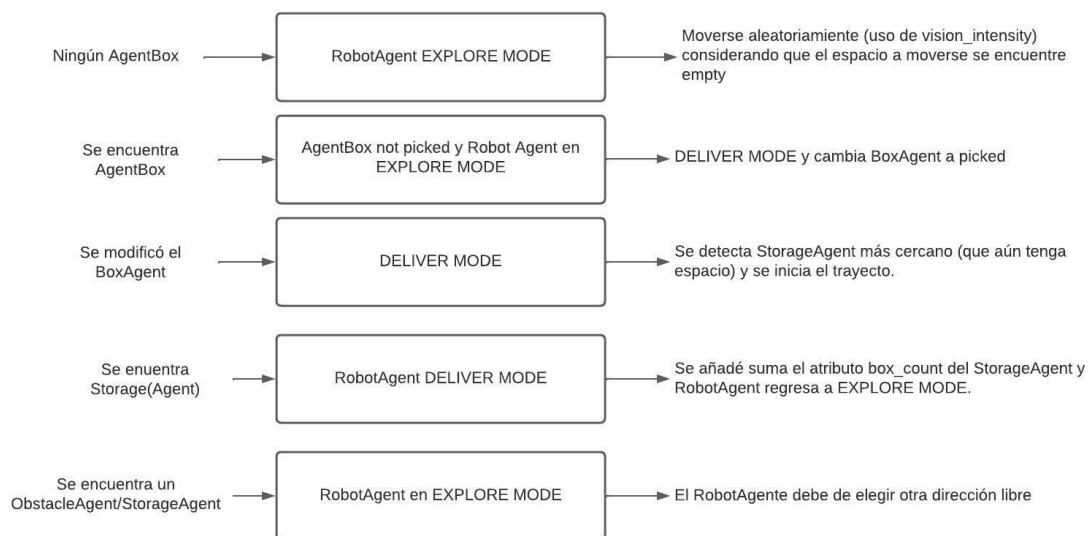 Ningún AgentBox
RobotAgent EXPLORE MODE
Moverse aleatoriamiente (uso de vision_intensity)
considerando que el espacio a moverse se encuentre
empty
Se encuentra
AgentBox
AgentBox not picked y Robot Agent en
EXPLORE MODE
DELIVER MODE y cambia BoxAgent a picked
Se modificó el
BoxAgent
DELIVER MODE
Se detecta StorageAgent más cercano (que aún tenga
espacio) y se inicia el trayecto.
Se enuentra
Storage(Agent)
RobotAgent DELIVER MODE
Se añadé suma el atributo box_count del StorageAgent y
RobotAgent regresa a EXPLORE MODE.
Se encuentra un
ObstacleAgent/StorageAgent
RobotAgent en EXPLORE MODE
El RobotAgente debe de elegir otra dirección libre